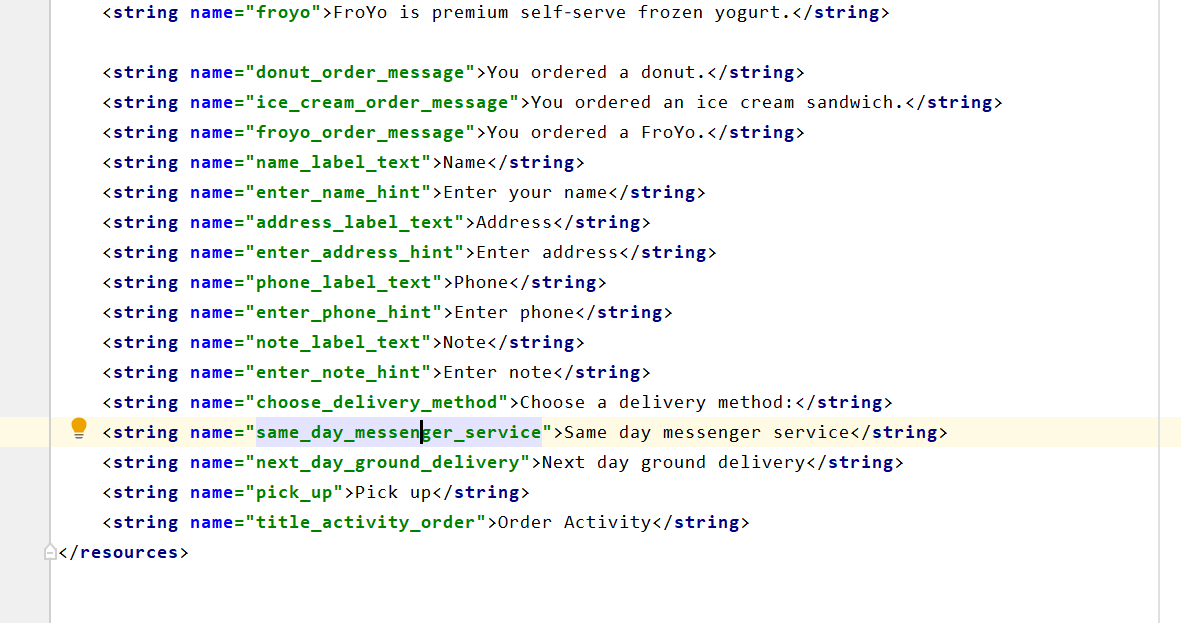 <string name="froyo">FroYo is premium self-serve frozen yogurt.</string>
<string name="donut_order_message">You ordered a donut.</string>
<string name="ice_cream_order_message">You ordered an ice cream sandwich.</string>
<string name="froyo_order_message">You ordered a FroYo.</string>
<string name="name_label_text">Name</string>
<string name="enter_name_hint">Enter your name</string>
<string name="address_label_text">Address</string>
<string name="enter_address_hint">Enter address</string>
<string name="phone_label_text">Phone</string>
<string name="enter_phone_hint">Enter phone</string>
<string name="note_label_text">Note</string>
<string name="enter_note_hint">Enter note</string>
<string name="choose_delivery_method">Choose a delivery method:</string>
<string name="same_day_messenger_service">Same day messenger service</string>
<string name="next_day_ground_delivery">Next day ground delivery</string>
<string name="pick_up">Pick up</string>
<string name="title_activity_order">Order Activity</string>
</resources>